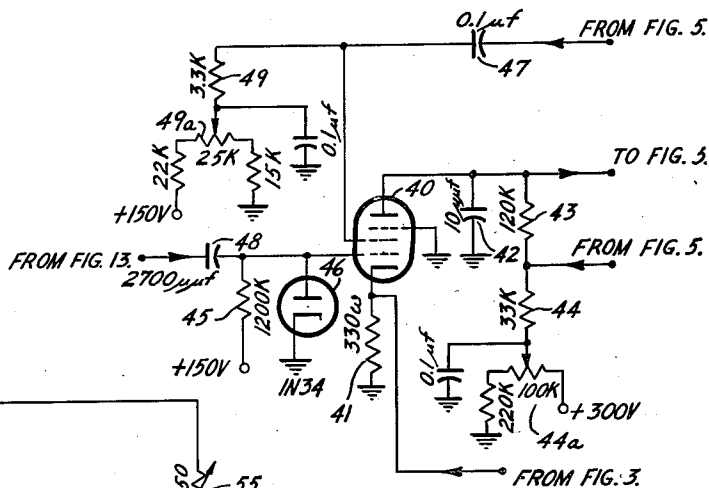 0.1μf
FROM FIG. 5.
47
3.3K
49
49a
25K
0.1μf
22K
15K
+150V
40
TO FIG. 5.
10μμf
42
120K
43
FROM FIG. 13.
48
2700μμf
46
FROM FIG. 5.
45
1200K
+150V
1N34
330ω
41
33K
44
0.1μf
220K
100K
+300V
44a
FROM FIG. 3.
50
55